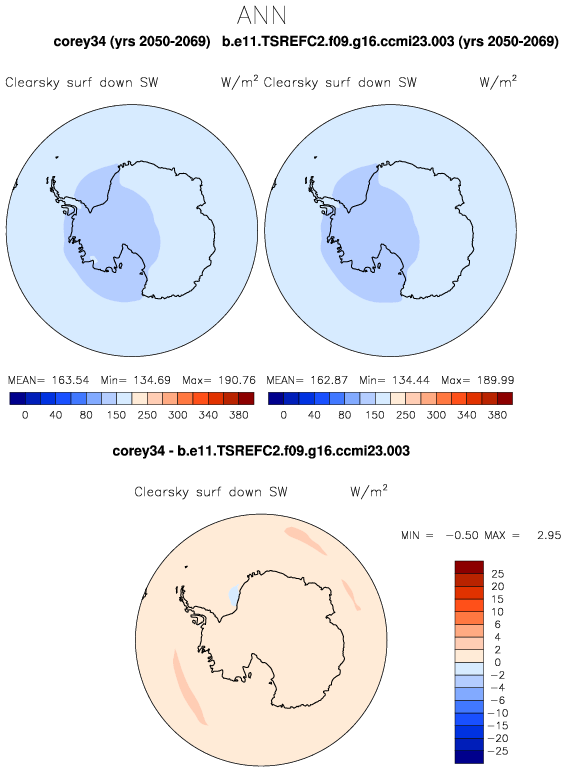 ANN
corey34 (yrs 2050-2069) b.e11.TSREFC2.f09.g16.ccmi23.003 (yrs 2050-2069)
Clearsky surf down SW W/m² Clearsky surf down SW W/m²
MEAN= 163.54 Min= 134.69 Max= 190.76 MEAN= 162.87 Min= 134.44 Max= 189.99
0 40 80 150 250 300 340 380 0 40 80 150 250 300 340 380
corey34 - b.e11.TSREFC2.f09.g16.ccmi23.003
Clearsky surf down SW W/m²
MIN = -0.50 MAX = 2.95
25
20
15
10
6
4
2
0
-2
-4
-6
-10
-15
-20
-25